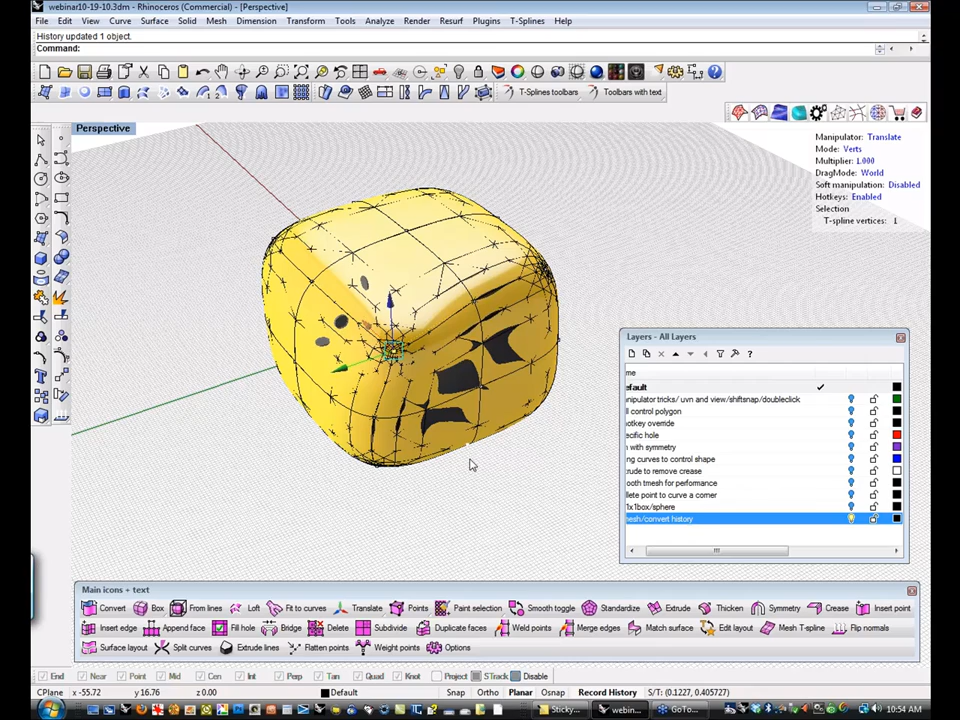 webinar10-19-10.3dm - Rhinoceros (Commercial) - [Perspective]
File Edit View Curve Surface Solid Mesh Dimension Transform Tools Analyze Render Resurf Plugins T-Splines Help
History updated 1 object.
Command:
T-Splines toolbars Toolbars with text
Perspective
Manipulator: Translate
Mode: Verts
Multiplier: 1.000
DragMode: World
Soft manipulation: Disabled
Hotkeys: Enabled
Selection
T-spline vertices: 1
Layers - All Layers
me
efault
nipulator tricks/ uvn and view/shiftsnap/doubleclick
ll control polygon
otkey override
ecific hole
with symmetry
ng curves to control shape
rude to remove crease
ooth tmesh for performance
llete point to curve a corner
1x1box/sphere
nesh/convert history
Main icons + text
Convert Box From lines Loft Fit to curves Translate Points Paint selection Smooth toggle Standardize Extrude Thicken Symmetry Crease Insert point
Insert edge Append face Fill hole Bridge Delete Subdivide Duplicate faces Weld points Merge edges Match surface Edit layout Mesh T-spline Flip normals
Surface layout Split curves Extrude lines Flatten points Weight points Options
End Near Point Mid Cen Int Perp Tan Quad Knot Project STrack Disable
CPlane x -55.72 y 16.76 z 0.00 Default Snap Ortho Planar Osnap Record History S/T: (0.1227, 0.405727)
Sticky... webin... GoTo... 10:54 AM